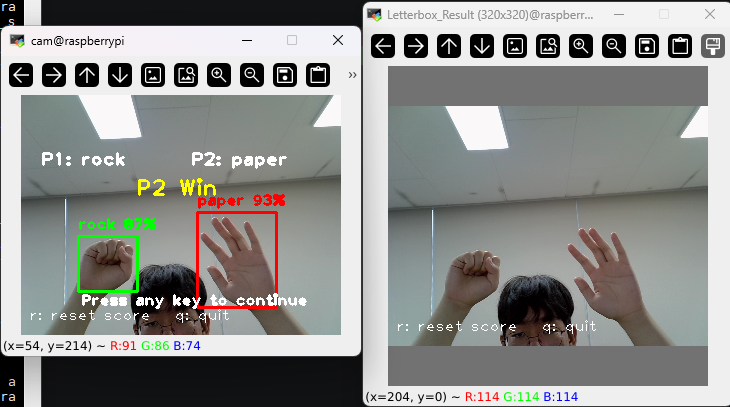 ra
s
cam@raspberrypi
P1: rock
P2: paper
P2 Win
paper 93%
rock
Press any key to continue
r: reset score q: quit
(x=54, y=214) ~ R:91 G:86 B:74
a
ra
Letterbox_Result (320x320)@raspberr...
r: reset score q: quit
(x=204, y=0) ~ R:114 G:114 B:114